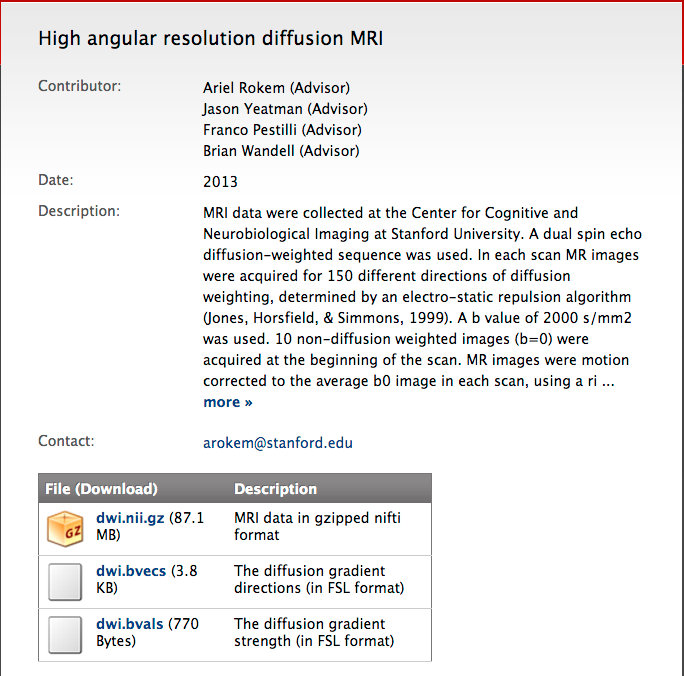 High angular resolution diffusion MRI
Contributor:
Ariel Rokem (Advisor)
Jason Yeatman (Advisor)
Franco Pestilli (Advisor)
Brian Wandell (Advisor)
Date:
2013
Description:
MRI data were collected at the Center for Cognitive and
Neurobiological Imaging at Stanford University. A dual spin echo
diffusion-weighted sequence was used. In each scan MR images
were acquired for 150 different directions of diffusion
weighting, determined by an electro-static repulsion algorithm
(Jones, Horsfield, & Simmons, 1999). A b value of 2000 s/mm2
was used. 10 non-diffusion weighted images (b=0) were
acquired at the beginning of the scan. MR images were motion
corrected to the average b0 image in each scan, using a ri ...
more »
Contact:
arokem@stanford.edu
File (Download) Description
GZ
dwi.nii.gz (87.1
MB)
MRI data in gzipped nifti
format
dwi.bvecs (3.8
KB)
The diffusion gradient
directions (in FSL format)
dwi.bvals (770
Bytes)
The diffusion gradient
strength (in FSL format)